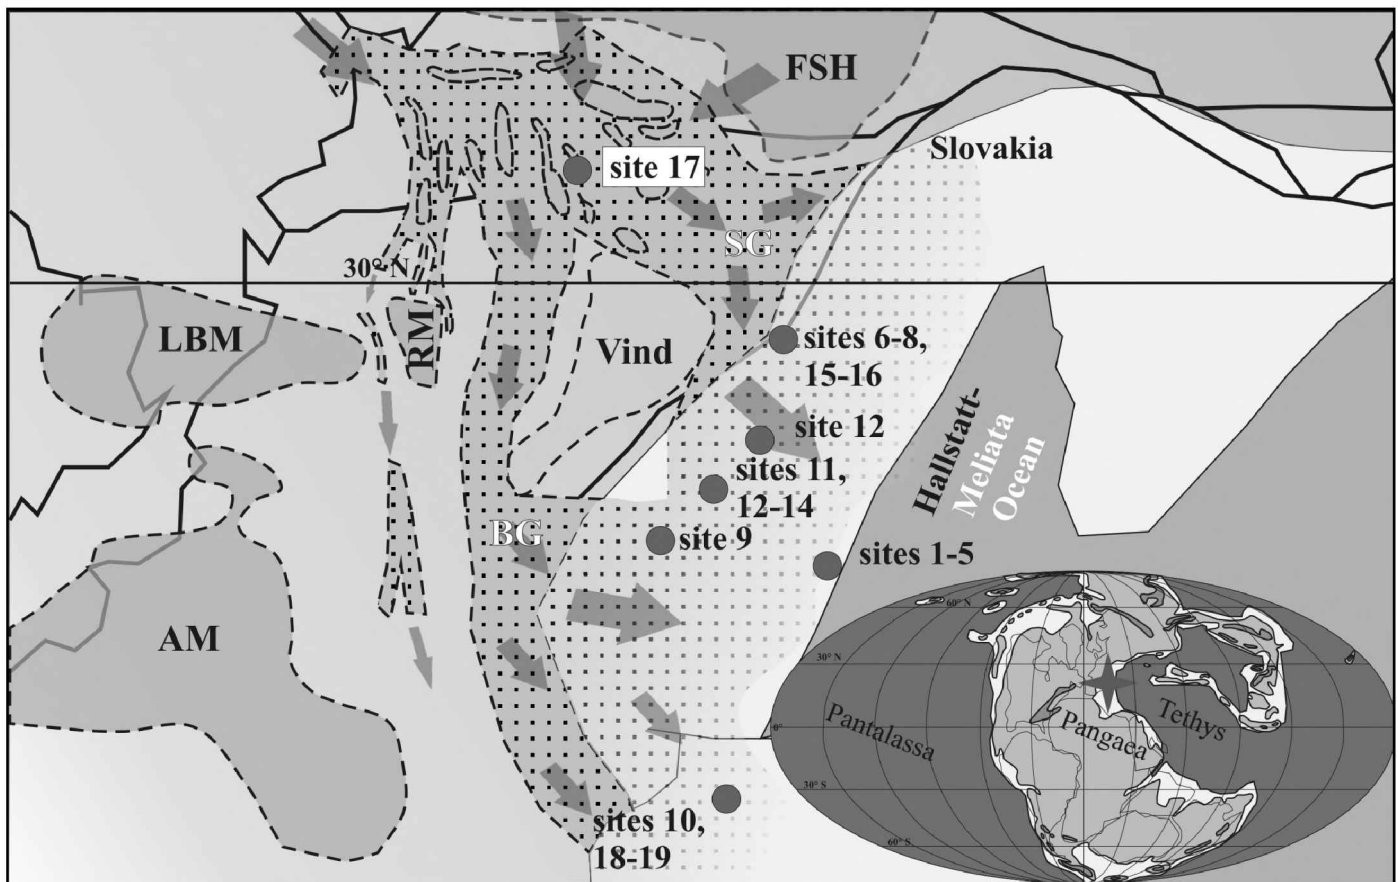 FSH
Slovakia
site 17
SG
30° N
LBM
RM
Vind
sites 6-8,
15-16
site 12
sites 11,
12-14
BG
site 9
sites 1-5
Hallstatt-
Meliata
Ocean
AM
sites 10,
18-19
60° N
30° N
0°
30° S
60° S
Pantalassa
Pangaea
Tethys